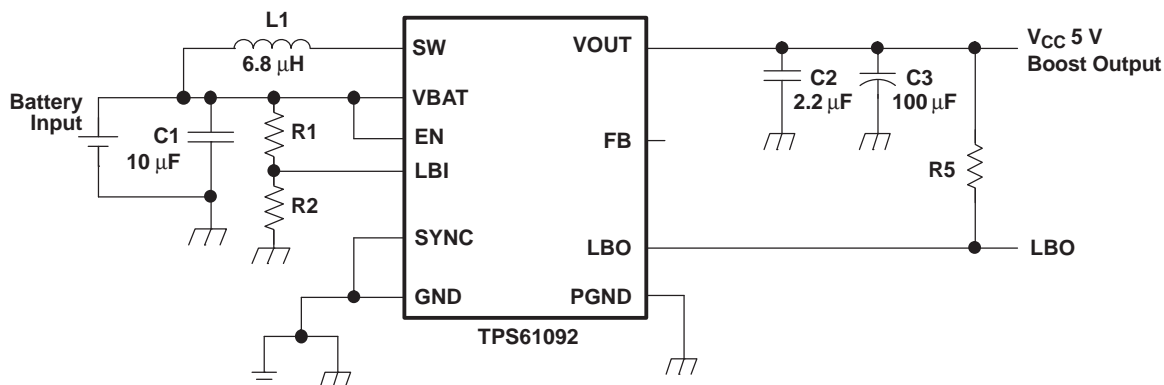 L1
6.8 µH
Battery
Input
C1
10 µF
R1
R2
SW
VBAT
EN
LBI
SYNC
GND
VOUT
FB
LBO
PGND
TPS61092
C2
2.2 µF
C3
100 µF
R5
VCC 5 V
Boost Output
LBO